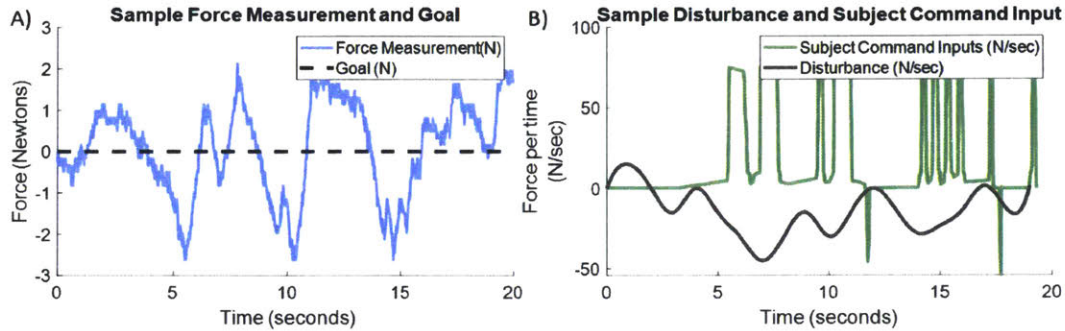 A)
Sample Force Measurement and Goal
Force Measurement(N)
Goal (N)
3
2
1
0
-1
-2
-3
Force (Newtons)
0
5
10
15
20
Time (seconds)
B)
Sample Disturbance and Subject Command Input
Subject Command Inputs (N/sec)
Disturbance (N/sec)
100
50
0
-50
Force per time
(N/sec)
0
5
10
15
20
Time (seconds)